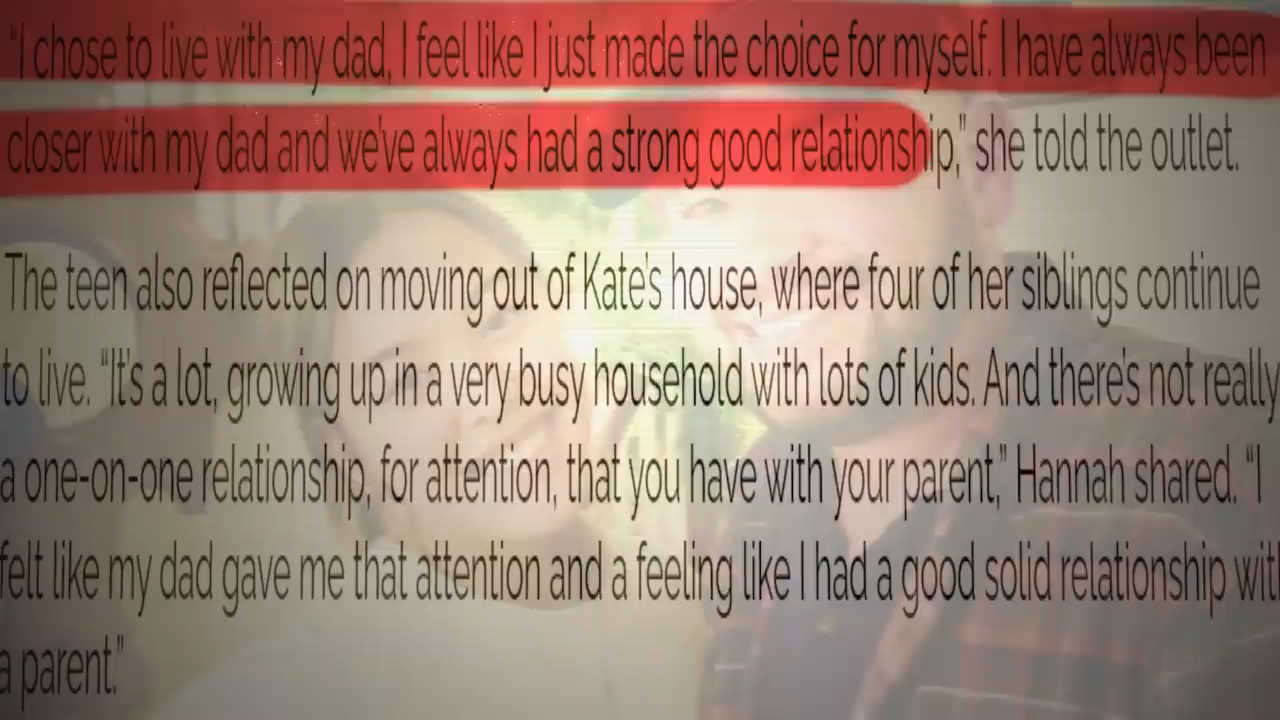 “I chose to live with my dad, I feel like I just made the choice for myself. I have always been
closer with my dad and we’ve always had a strong good relationship,” she told the outlet.
The teen also reflected on moving out of Kate’s house, where four of her siblings continue
to live. “It’s a lot, growing up in a very busy household with lots of kids. And there’s not really
a one-on-one relationship, for attention, that you have with your parent,” Hannah shared. “I
felt like my dad gave me that attention and a feeling like I had a good solid relationship with
a parent.”